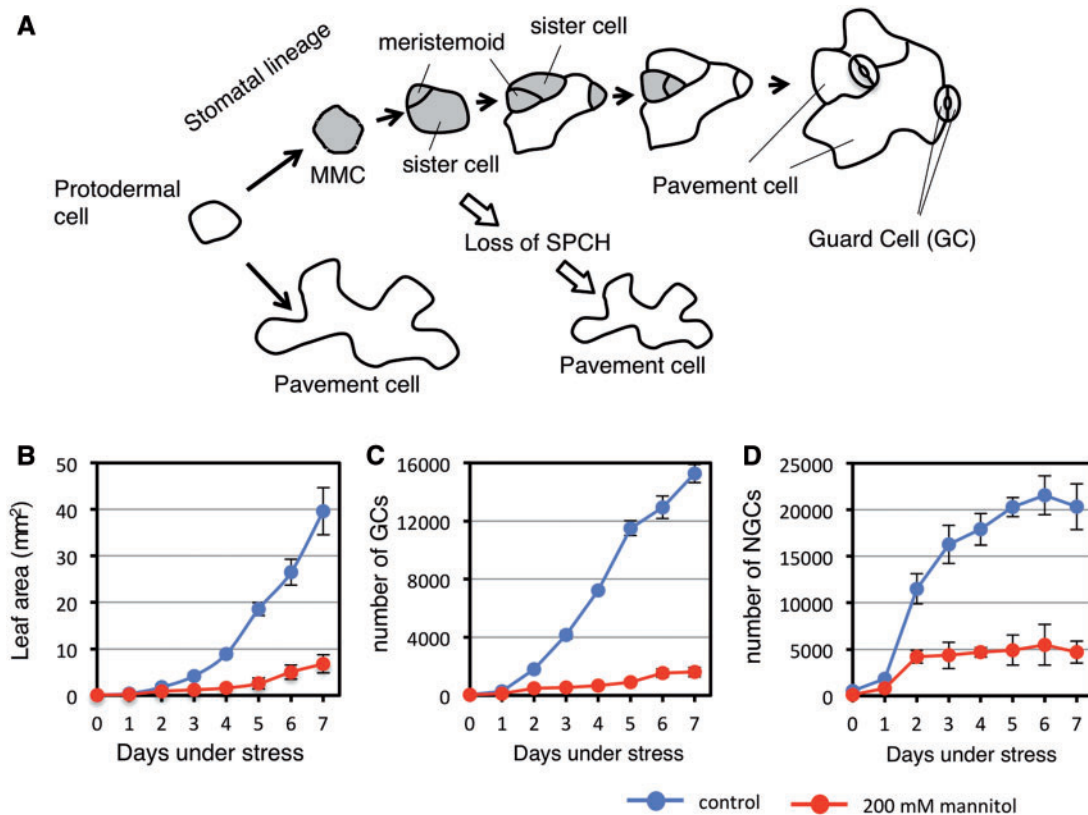 A
Stomatal lineage
meristemoid
sister cell
sister cell
MMC
Protodermal
cell
Pavement cell
Guard Cell (GC)
Loss of SPCH
Pavement cell
Pavement cell
B
50
40
30
20
10
0
Leaf area (mm²)
0 1 2 3 4 5 6 7
Days under stress
C
16000
12000
8000
4000
0
number of GCs
0 1 2 3 4 5 6 7
Days under stress
D
25000
20000
15000
10000
5000
0
number of NGCs
0 1 2 3 4 5 6 7
Days under stress
control
200 mM mannitol